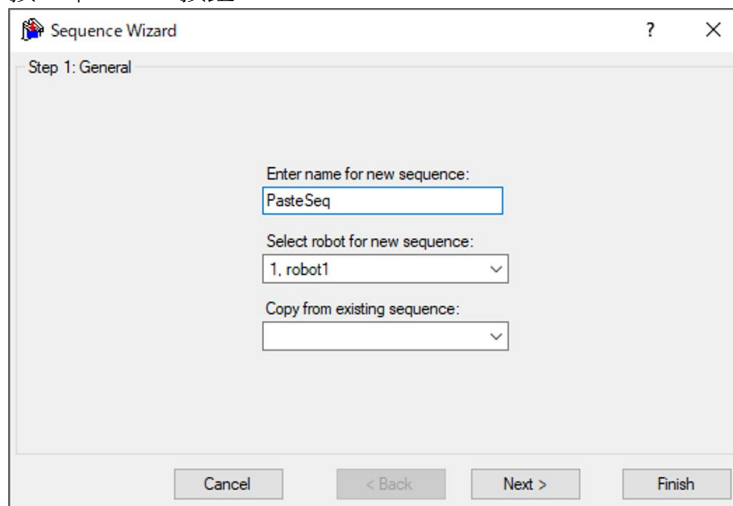 Sequence Wizard
?
Step 1: General
Enter name for new sequence:
PasteSeq
Select robot for new sequence:
1, robot1
Copy from existing sequence:
Cancel
< Back
Next >
Finish